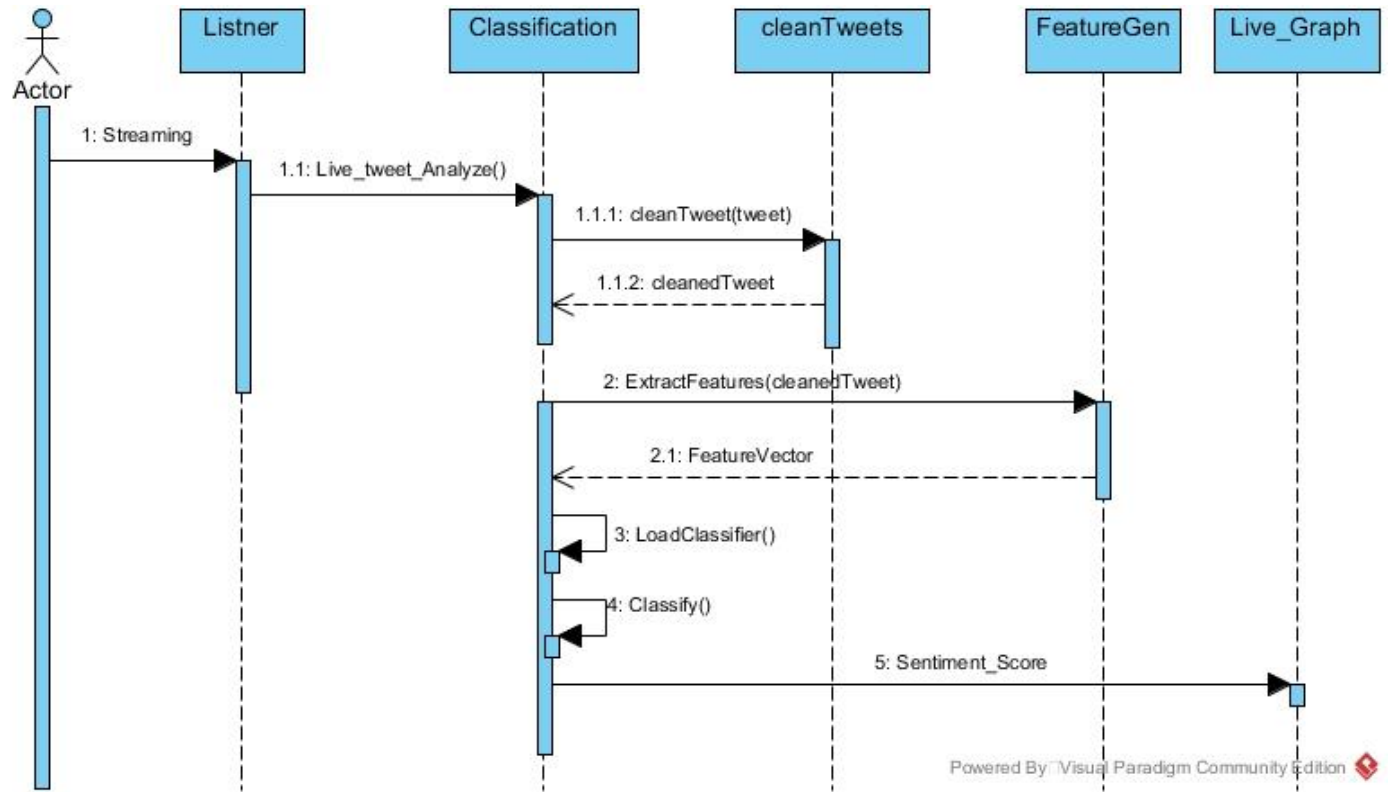 Listner
Classification
cleanTweets
FeatureGen
Live_Graph
Actor
1: Streaming
1.1: Live_tweet_Analyze()
1.1.1: cleanTweet(tweet)
1.1.2: cleanedTweet
2: ExtractFeatures(cleanedTweet)
2.1: FeatureVector
3: LoadClassifier()
4: Classify()
5: Sentiment_Score
Powered By Visual Paradigm Community Edition